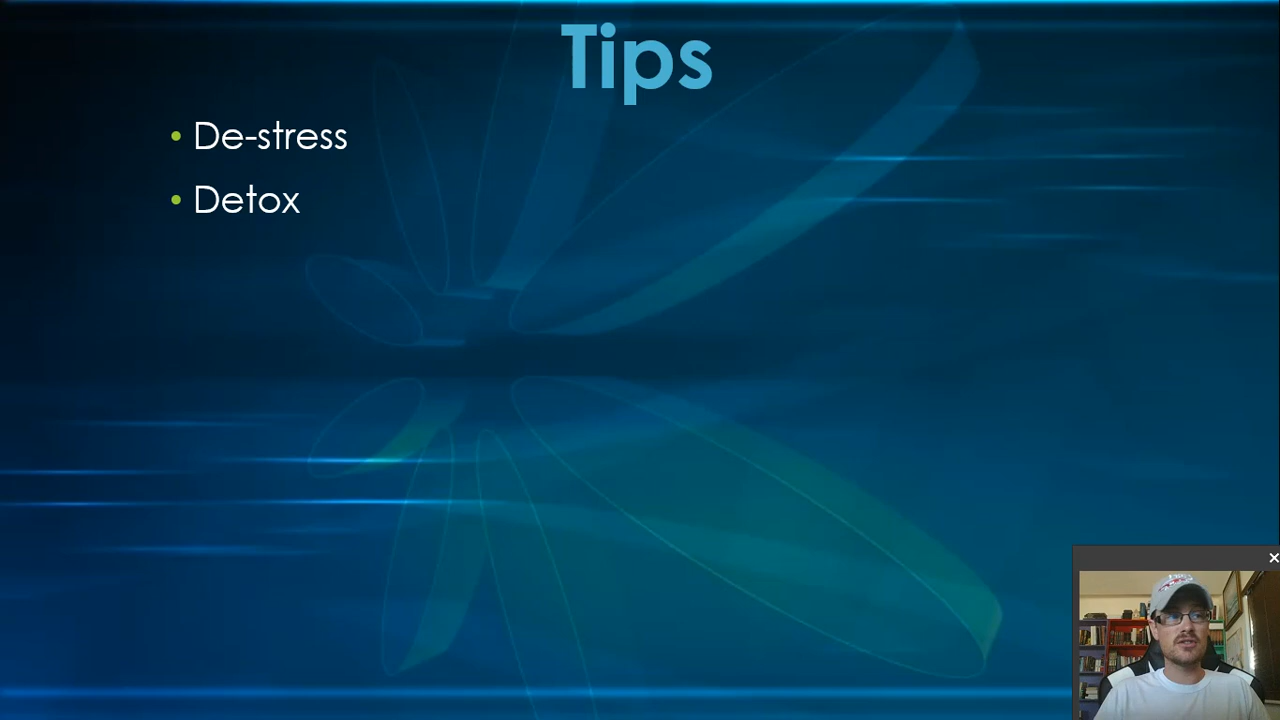 Tips
• De-stress
• Detox